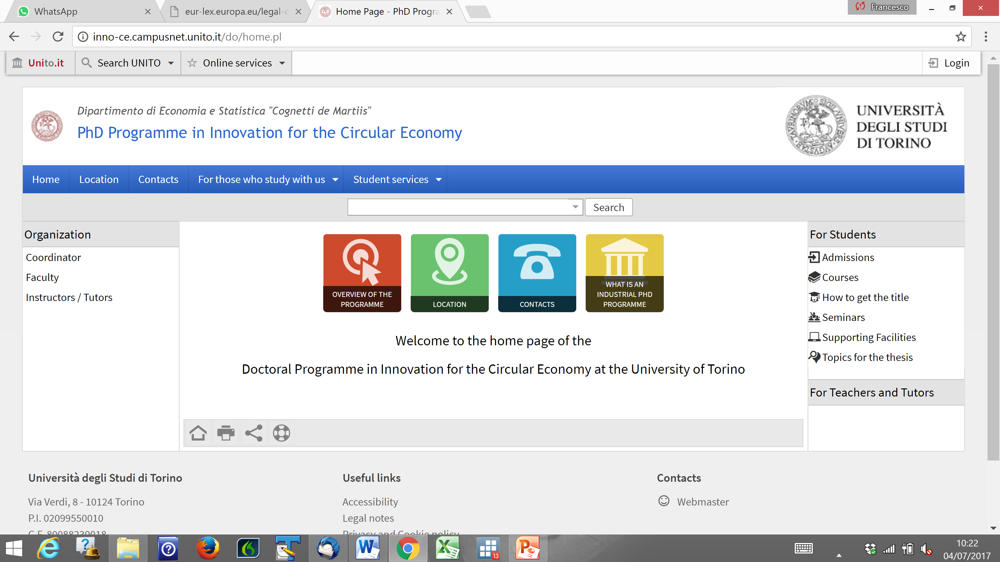 WhatsApp
eur-lex.europa.eu/legal-c
Home Page - PhD Progra
Francesco
inno-ce.campusnet.unito.it/do/home.pl
Unito.it
Search UNITO
Online services
Login
Dipartimento di Economia e Statistica "Cognetti de Martiis"
PhD Programme in Innovation for the Circular Economy
UNIVERSITÀ
DEGLI STUDI
DI TORINO
Home
Location
Contacts
For those who study with us
Student services
Search
Organization
Coordinator
Faculty
Instructors / Tutors
OVERVIEW OF THE
PROGRAMME
LOCATION
CONTACTS
WHAT IS AN
INDUSTRIAL PHD
PROGRAMME
Welcome to the home page of the
Doctoral Programme in Innovation for the Circular Economy at the University of Torino
For Students
Admissions
Courses
How to get the title
Seminars
Supporting Facilities
Topics for the thesis
For Teachers and Tutors
Università degli Studi di Torino
Via Verdi, 8 - 10124 Torino
P.I. 02099550010
C.F. 80088230018
Useful links
Accessibility
Legal notes
Privacy and Cookie policy
Contacts
Webmaster
13
10:22
04/07/2017